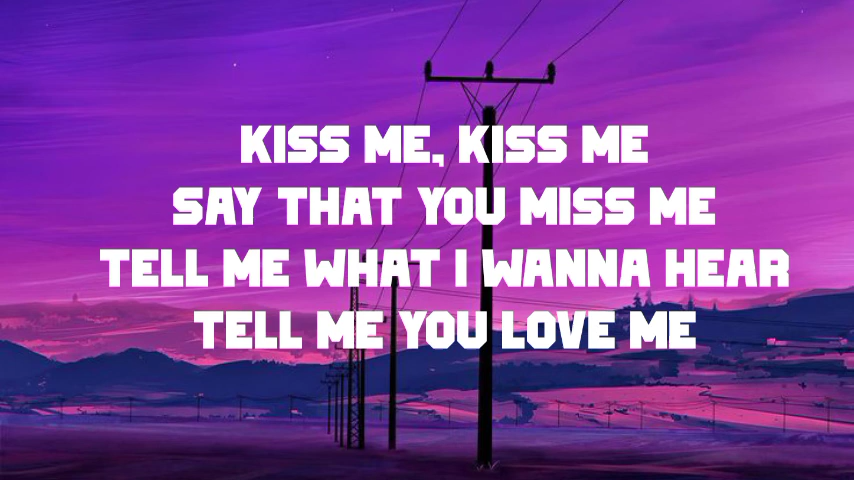 KISS ME, KISS ME
SAY THAT YOU MISS ME
TELL ME WHAT I WANNA HEAR
TELL ME YOU LOVE ME